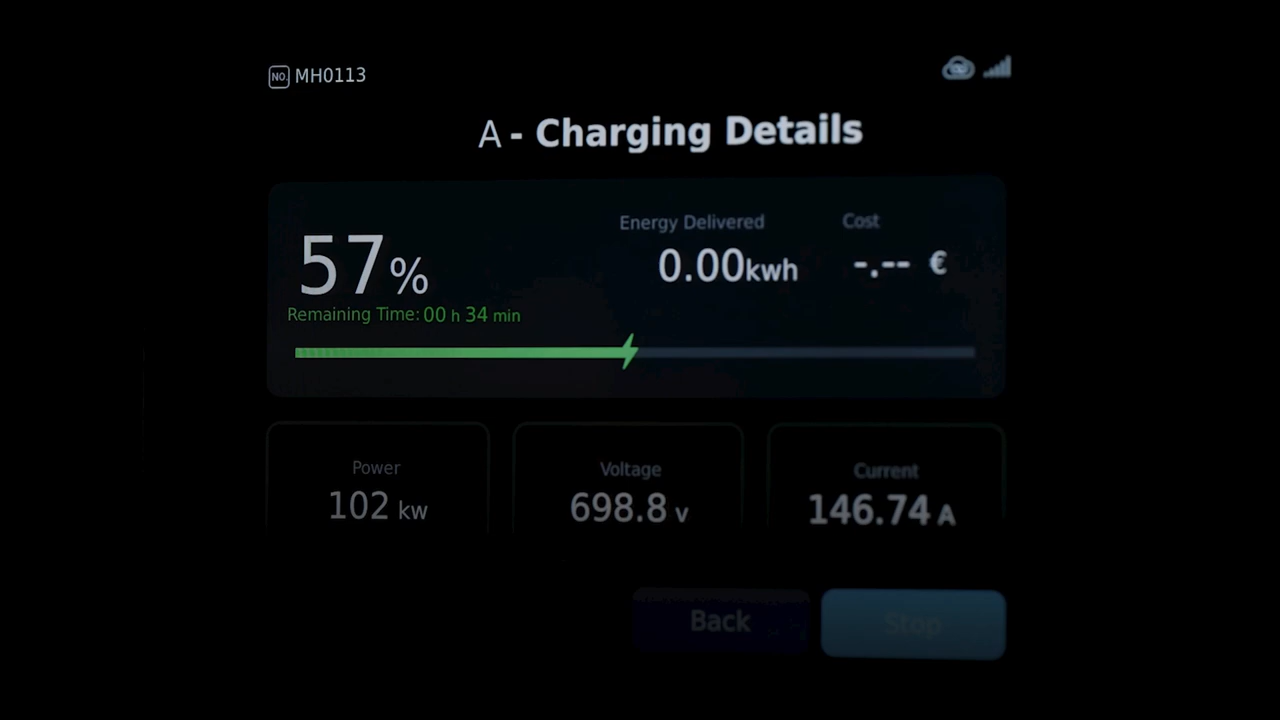 NO. MH0113
A - Charging Details
Energy Delivered Cost
57% 0.00kwh -.-- €
Remaining Time: 00 h 34 min
Power Voltage Current
102 kw 698.8 v 146.74 A
Back Stop